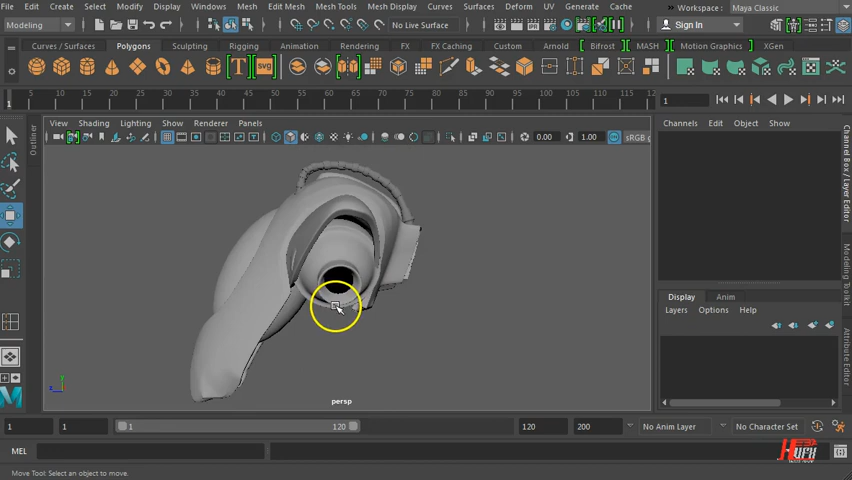 File Edit Create Select Modify Display Windows Mesh Edit Mesh Mesh Tools Mesh Display Curves Surfaces Deform UV Generate Cache » Workspace: Maya Classic
Modeling No Live Surface Sign In
Curves / Surfaces Polygons Sculpting Rigging Animation Rendering FX FX Caching Custom Arnold Bifrost MASH Motion Graphics XGen
T SVG
1 5 10 15 20 25 30 35 40 45 50 55 60 65 70 75 80 85 90 95 100 105 110 115 120 1
View Shading Lighting Show Renderer Panels
0.00 1.00 sRGB g
Outliner
persp
Channels Edit Object Show
Channel Box / Layer Editor
Modeling Toolkit
Attribute Editor
Display Anim
Layers Options Help
1 1 1 120 120 200 No Anim Layer No Character Set
MEL
Move Tool: Select an object to move.